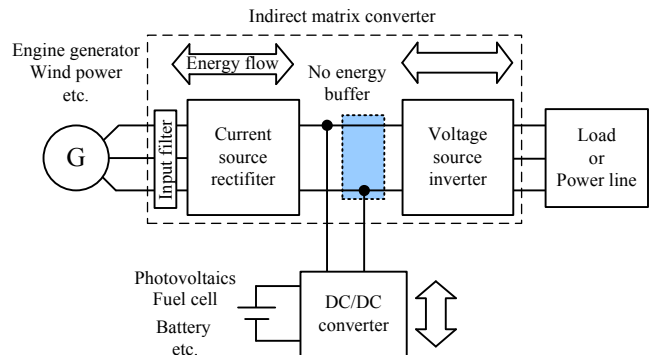 Indirect matrix converter
Engine generator
Wind power
etc.
Energy flow
No energy
buffer
G
Input filter
Current
source
rectifiter
Voltage
source
inverter
Load
or
Power line
Photovoltaics
Fuel cell
Battery
etc.
DC/DC
converter